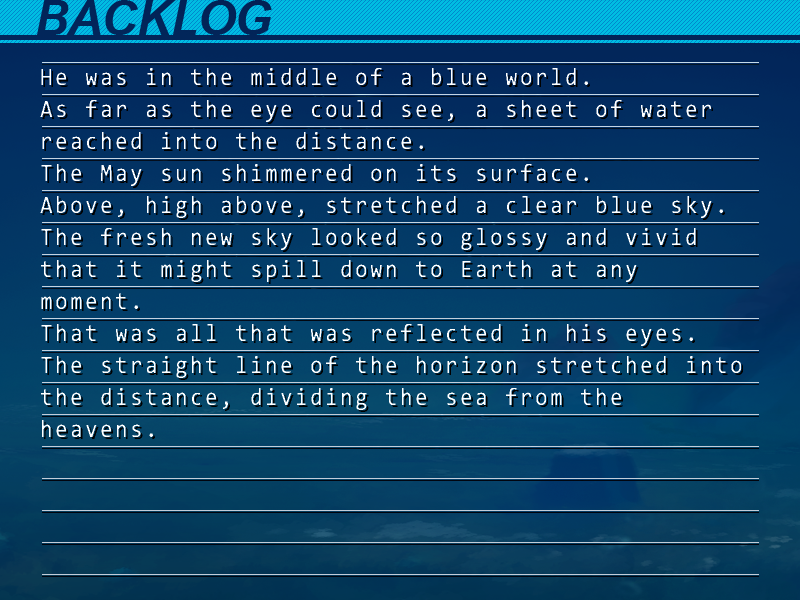 BACKLOG
He was in the middle of a blue world.
As far as the eye could see, a sheet of water
reached into the distance.
The May sun shimmered on its surface.
Above, high above, stretched a clear blue sky.
The fresh new sky looked so glossy and vivid
that it might spill down to Earth at any
moment.
That was all that was reflected in his eyes.
The straight line of the horizon stretched into
the distance, dividing the sea from the
heavens.